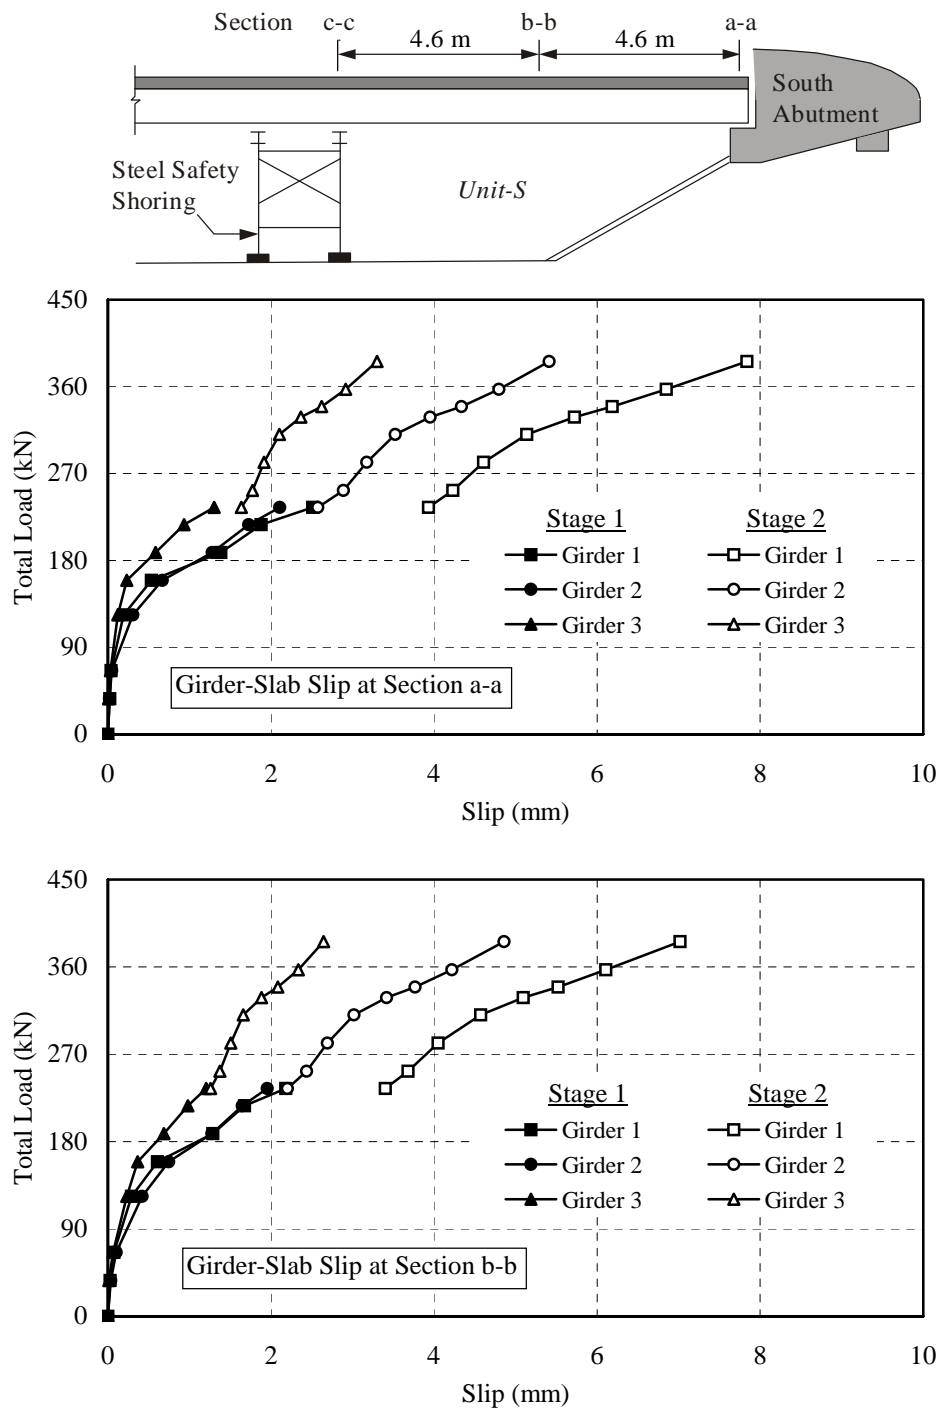 Section c-c b-b a-a
4.6 m 4.6 m
South
Abutment
Steel Safety
Shoring
Unit-S
450
360
270
180
90
0
Total Load (kN)
Stage 1 Stage 2
Girder 1 Girder 1
Girder 2 Girder 2
Girder 3 Girder 3
Girder-Slab Slip at Section a-a
0 2 4 6 8 10
Slip (mm)
450
360
270
180
90
0
Total Load (kN)
Stage 1 Stage 2
Girder 1 Girder 1
Girder 2 Girder 2
Girder 3 Girder 3
Girder-Slab Slip at Section b-b
0 2 4 6 8 10
Slip (mm)